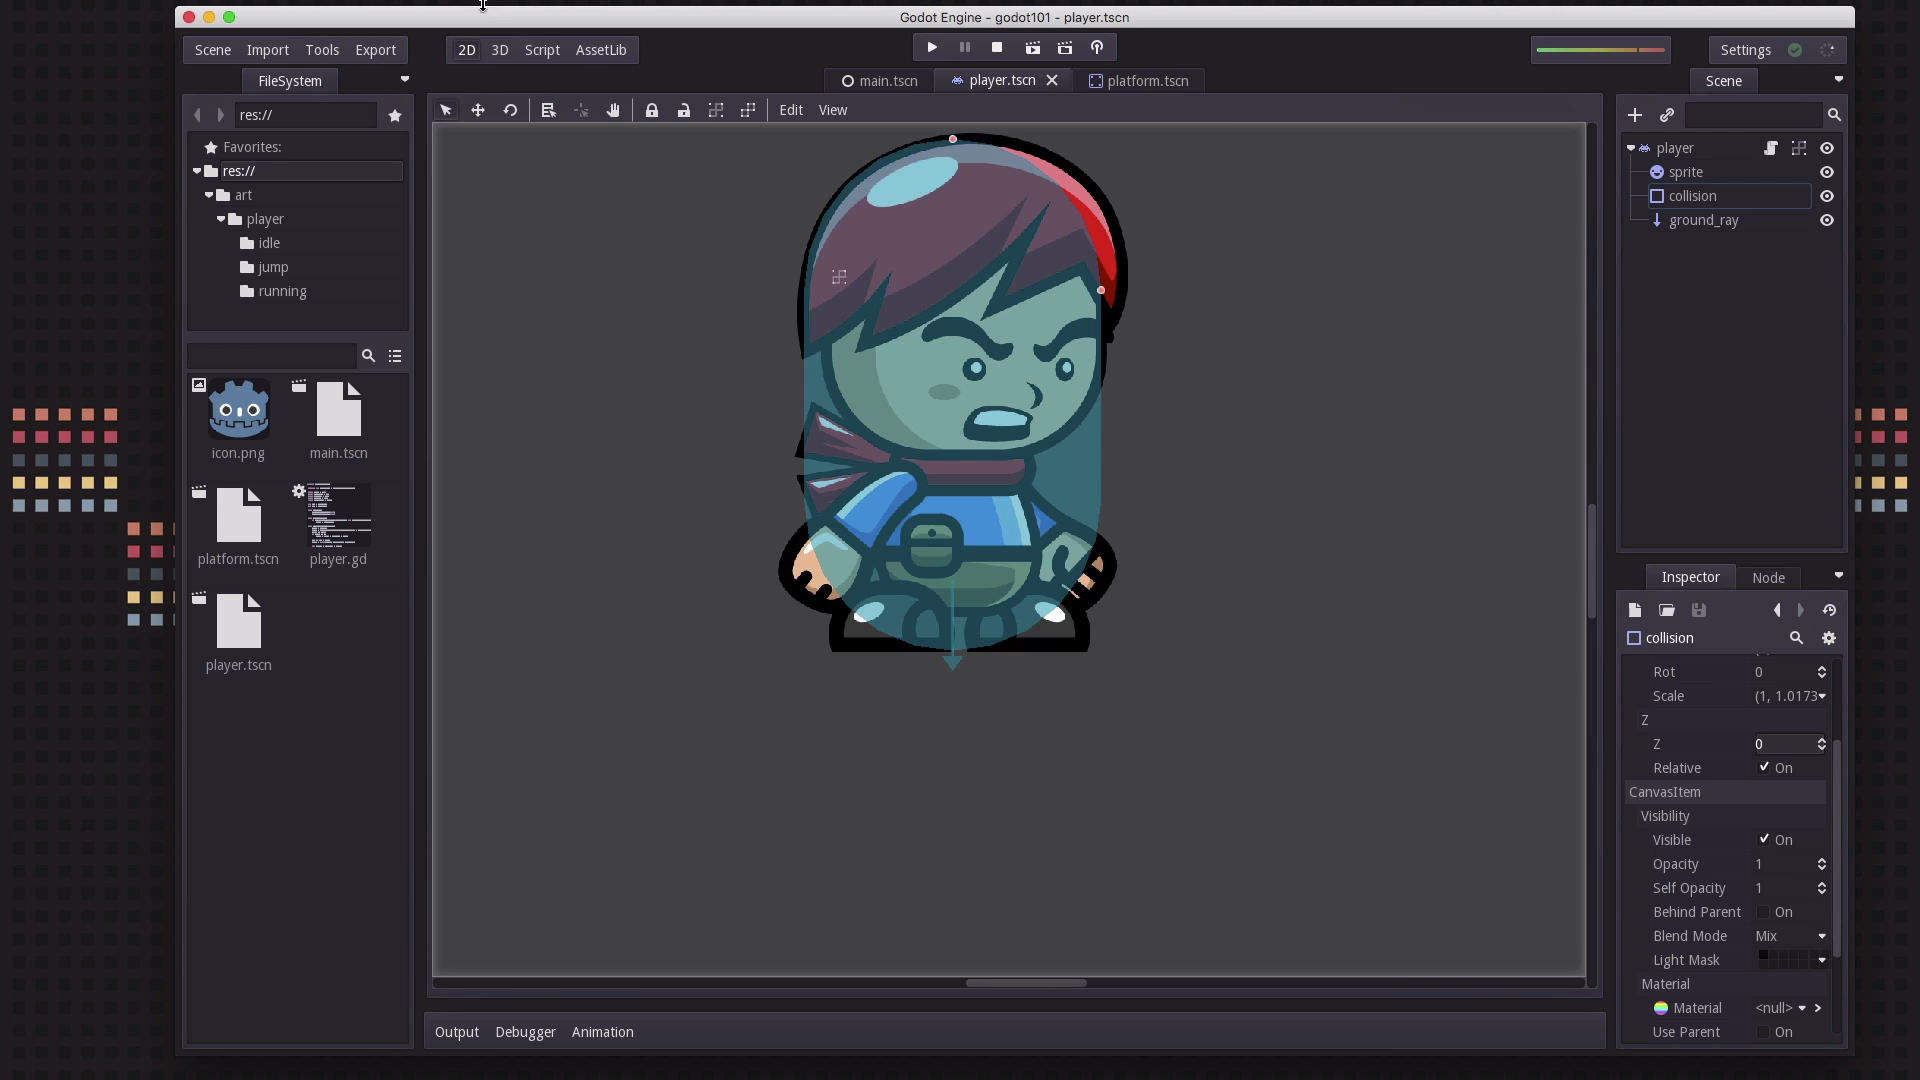 Godot Engine - godot101 - player.tscn
Scene Import Tools Export
2D 3D Script AssetLib
Settings
FileSystem
main.tscn player.tscn platform.tscn
Scene
res://
Edit View
Favorites:
res://
art
player
idle
jump
running
icon.png main.tscn
platform.tscn player.gd
player.tscn
player
sprite
collision
ground_ray
Inspector Node
collision
Rot 0
Scale (1, 1.0173
Z
Z 0
Relative On
CanvasItem
Visibility
Visible On
Opacity 1
Self Opacity 1
Behind Parent On
Blend Mode Mix
Light Mask
Material
Material <null>
Use Parent On
Output Debugger Animation